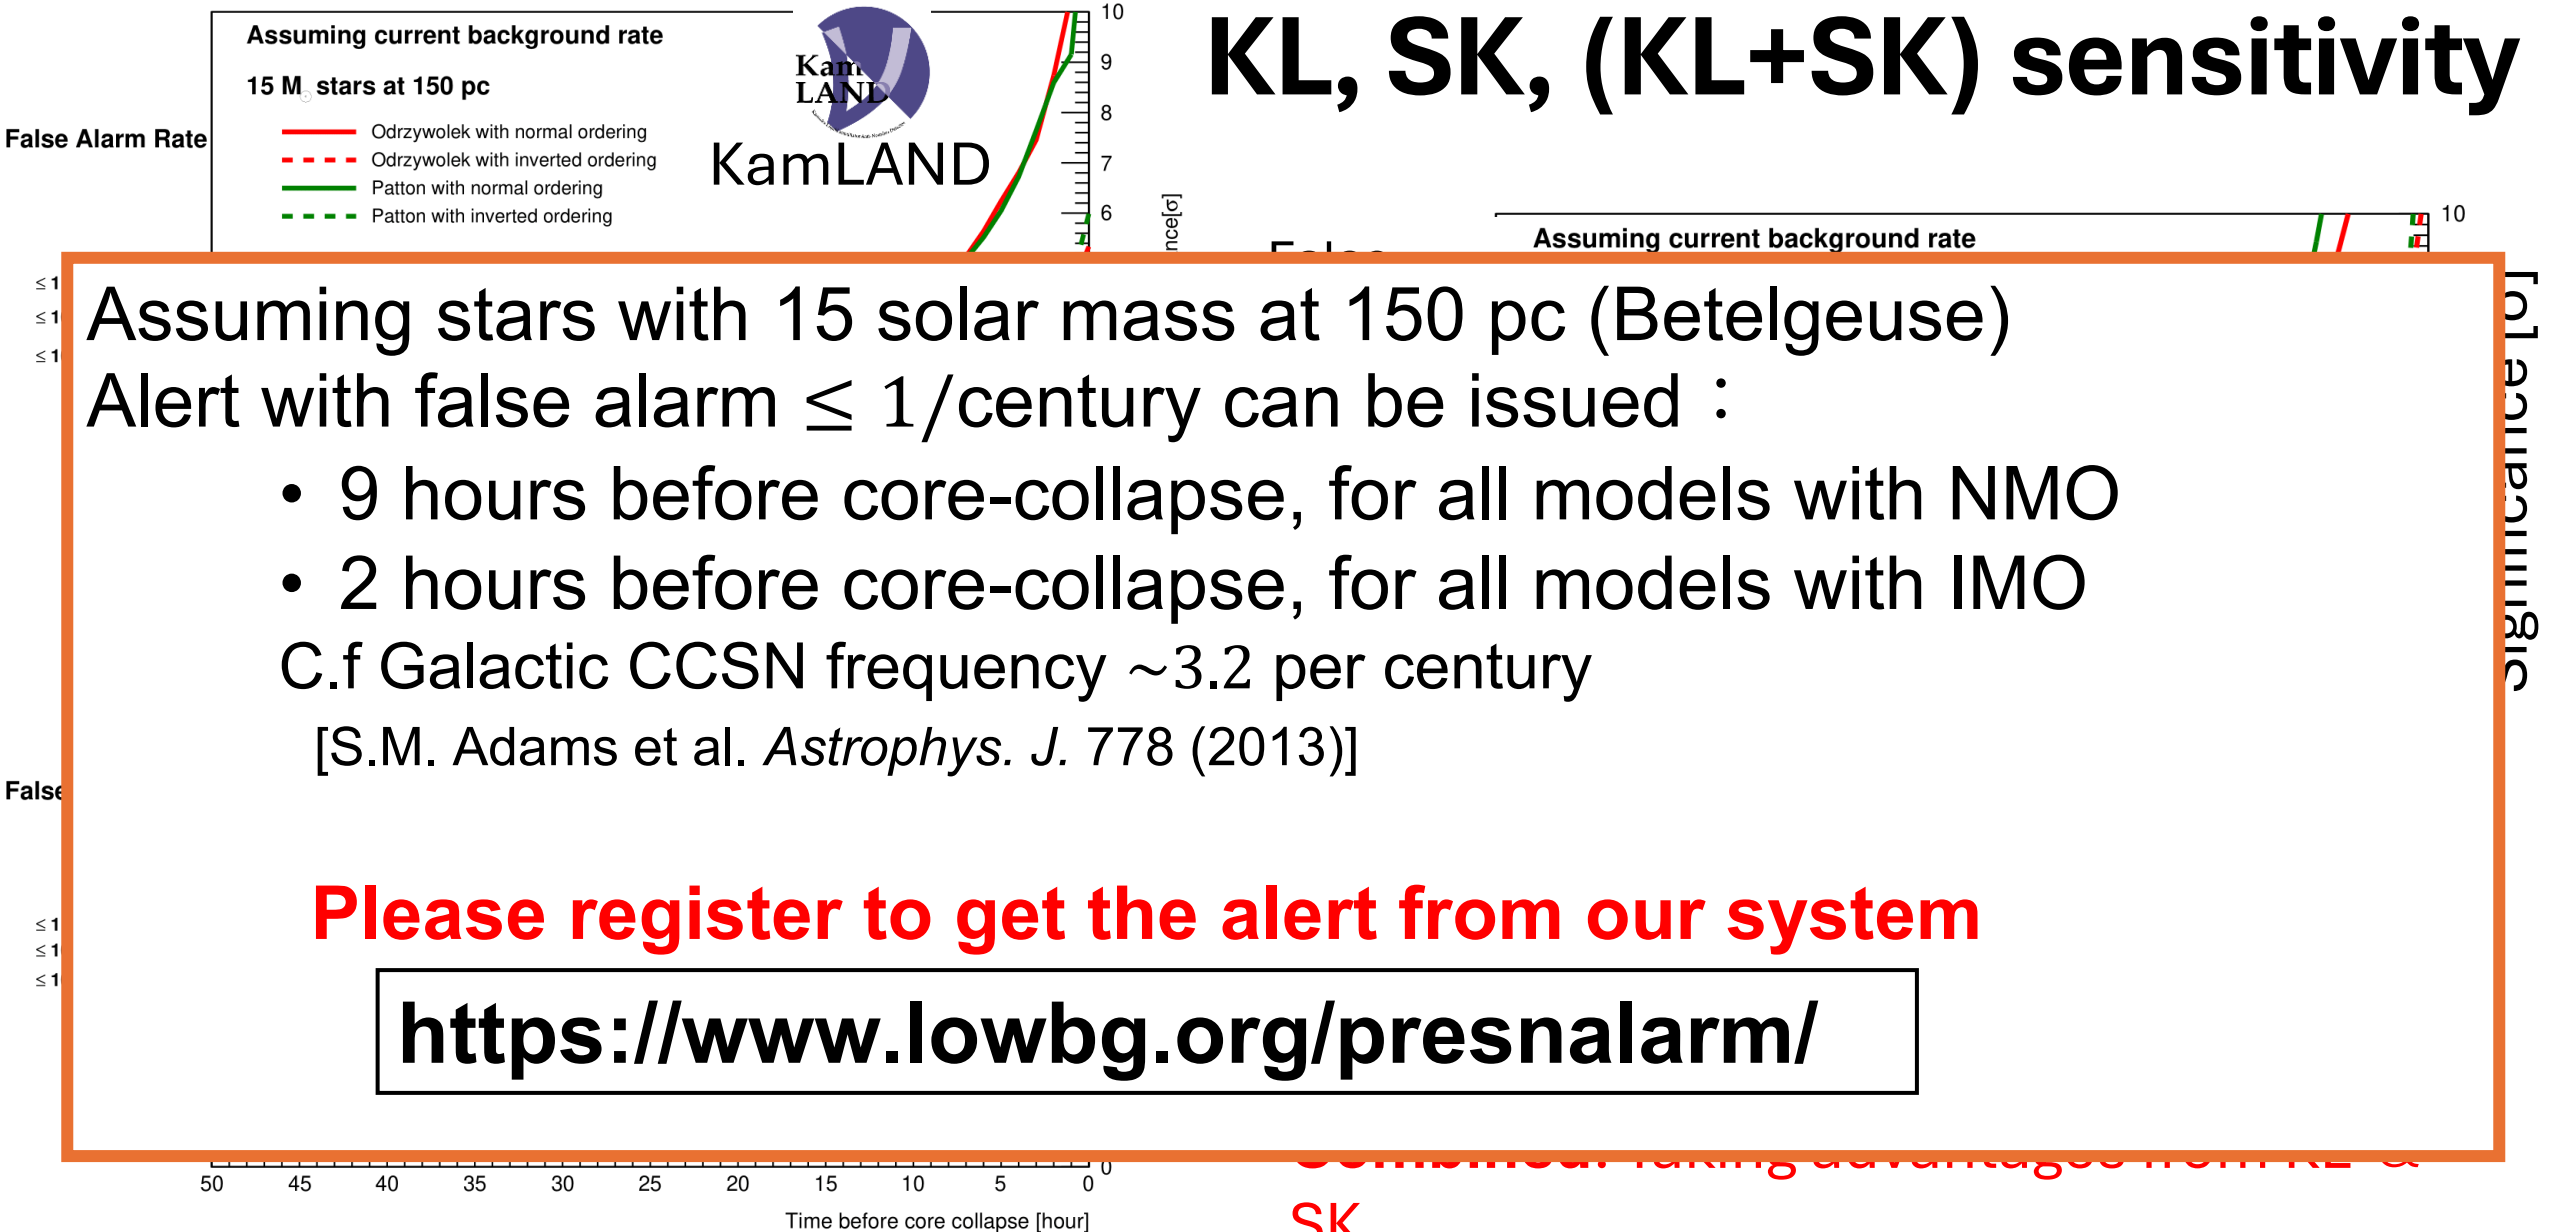 KL, SK, (KL+SK) sensitivity
Assuming current background rate
15 M☉ stars at 150 pc
Odrzywolek with normal ordering
Odrzywolek with inverted ordering
Patton with normal ordering
Patton with inverted ordering
False Alarm Rate
Kam
LAND
KamLAND
10
9
8
7
6
Assuming current background rate
10
Assuming stars with 15 solar mass at 150 pc (Betelgeuse)
Alert with false alarm ≤ 1/century can be issued：
• 9 hours before core-collapse, for all models with NMO
• 2 hours before core-collapse, for all models with IMO
C.f Galactic CCSN frequency ~3.2 per century
[S.M. Adams et al. Astrophys. J. 778 (2013)]
Please register to get the alert from our system
https://www.lowbg.org/presnalarm/
0
50 45 40 35 30 25 20 15 10 5 0
Time before core collapse [hour]
SK